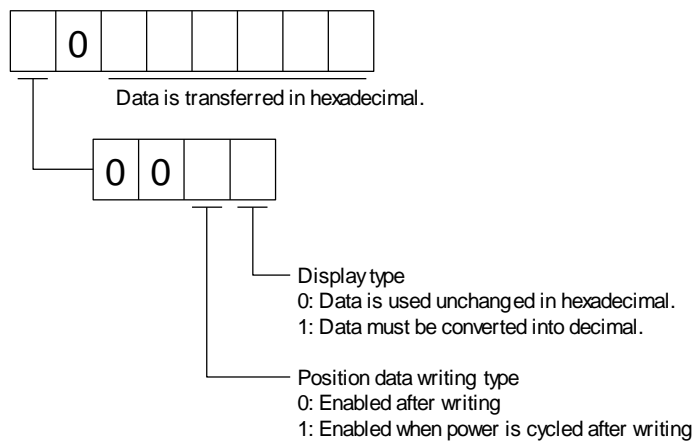 0
Data is transferred in hexadecimal.
0 0
Display type
0: Data is used unchanged in hexadecimal.
1: Data must be converted into decimal.
Position data writing type
0: Enabled after writing
1: Enabled when power is cycled after writing